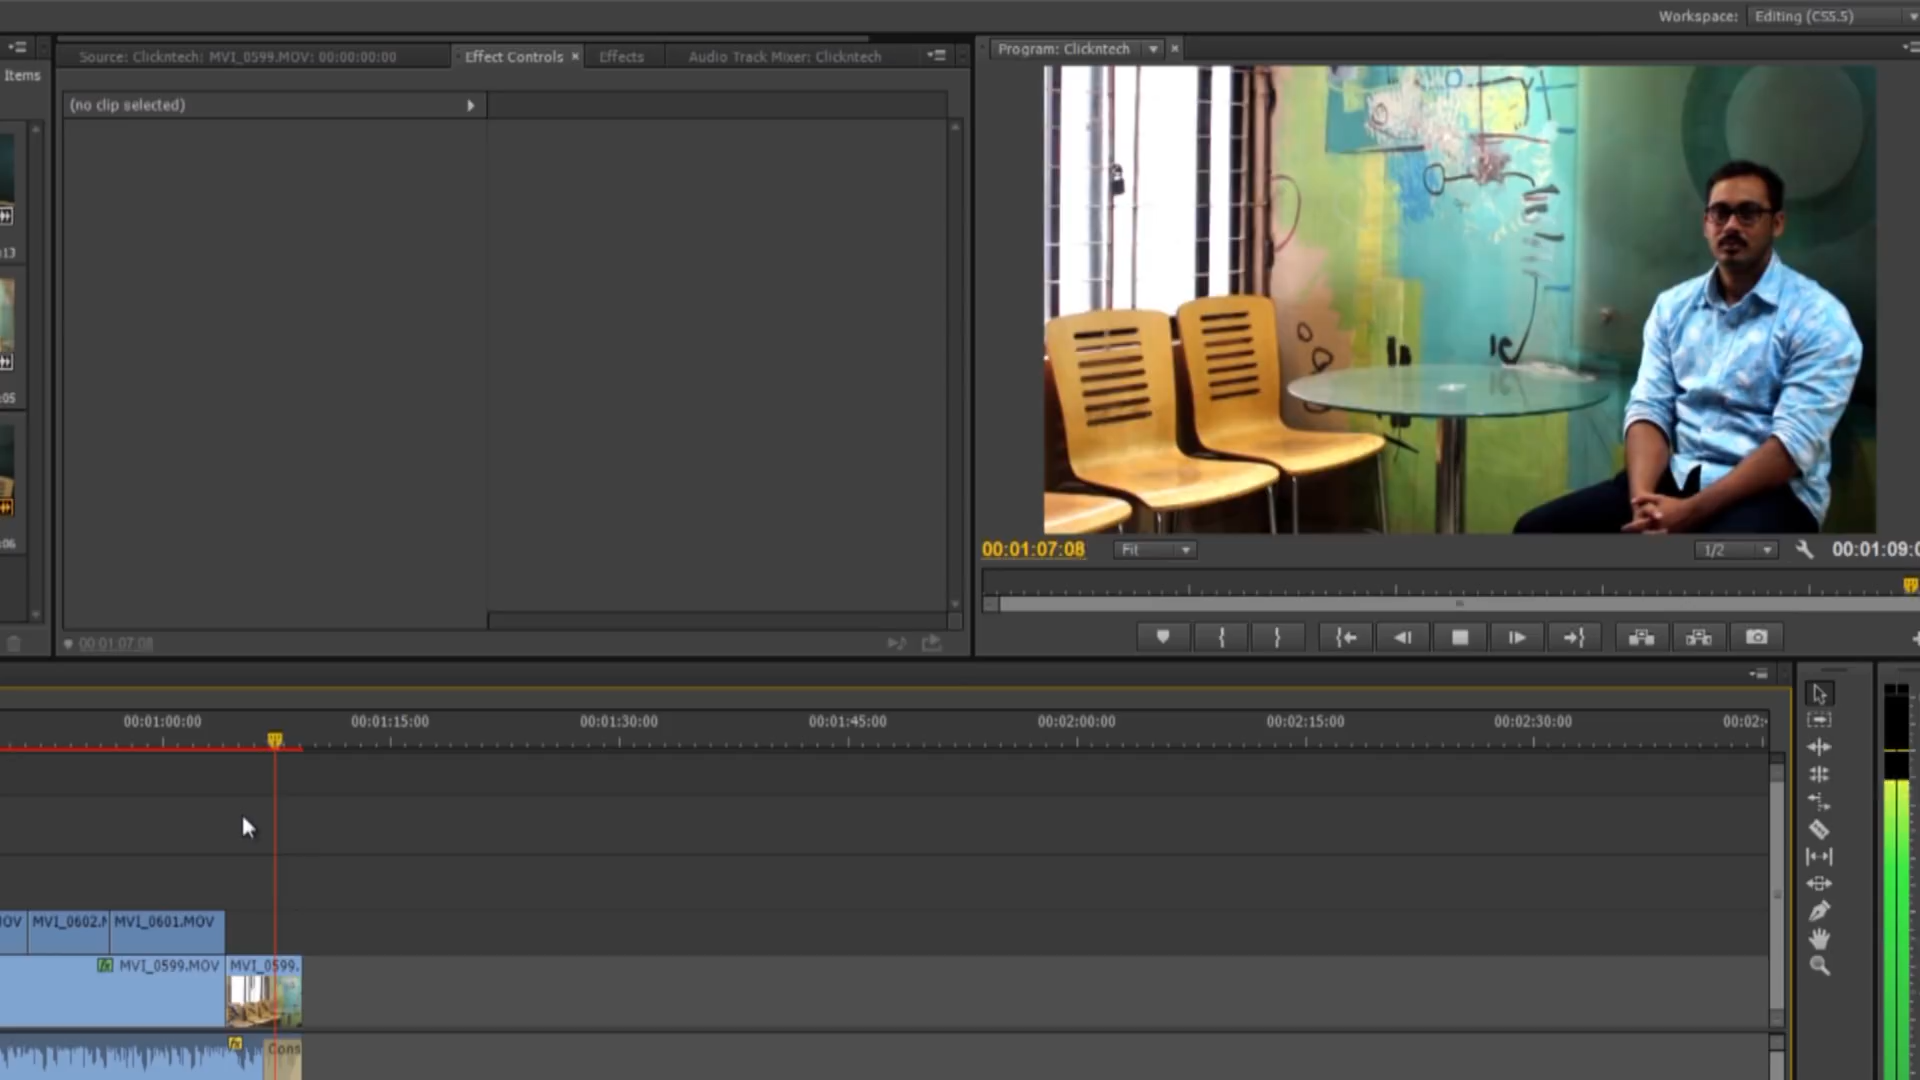 Workspace: Editing (CS5.5)
Source: Clickntech: MVI_0599.MOV: 00:00:00:00
Effect Controls
Effects
Audio Track Mixer: Clickntech
Program: Clickntech
Items
(no clip selected)
:13
:05
:06
00:01:07:08
Fit
1/2
00:01:09:0
00:01:07:08
00:01:00:00
00:01:15:00
00:01:30:00
00:01:45:00
00:02:00:00
00:02:15:00
00:02:30:00
00:02:
MVI_0602.M
MVI_0601.MOV
MVI_0599.MOV
MVI_0599.
Cons